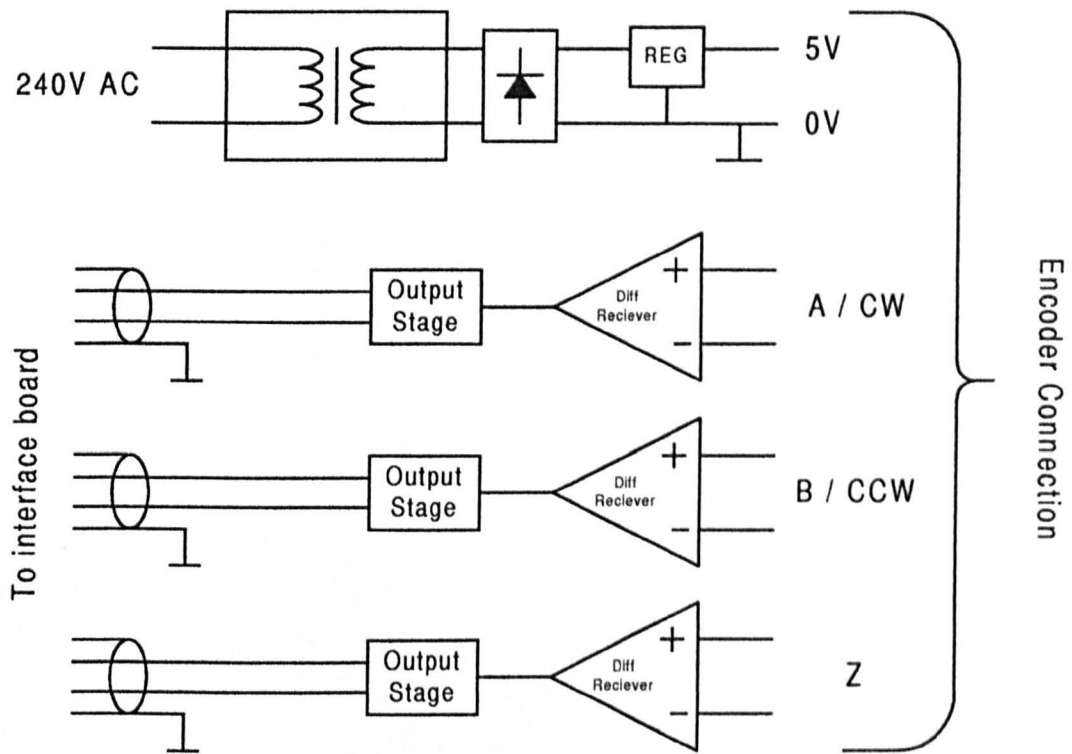 240V AC
REG
5V
0V
Output
Stage
Diff
Reciever
+
−
A / CW
Output
Stage
Diff
Reciever
+
−
B / CCW
Output
Stage
Diff
Reciever
+
−
Z
To interface board
Encoder Connection